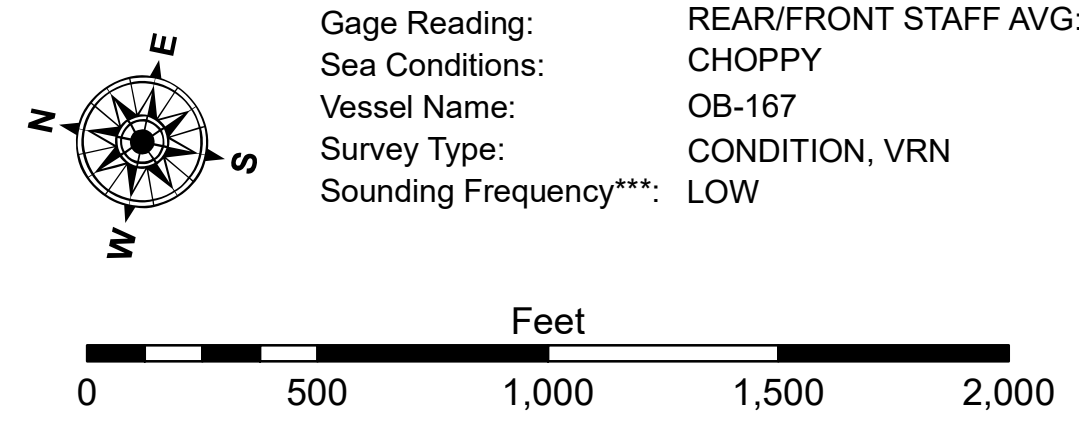 Gage Reading: REAR/FRONT STAFF AVG:
Sea Conditions: CHOPPY
Vessel Name: OB-167
Survey Type: CONDITION, VRN
Sounding Frequency***: LOW
E
N
S
W
Feet
0 500 1,000 1,500 2,000